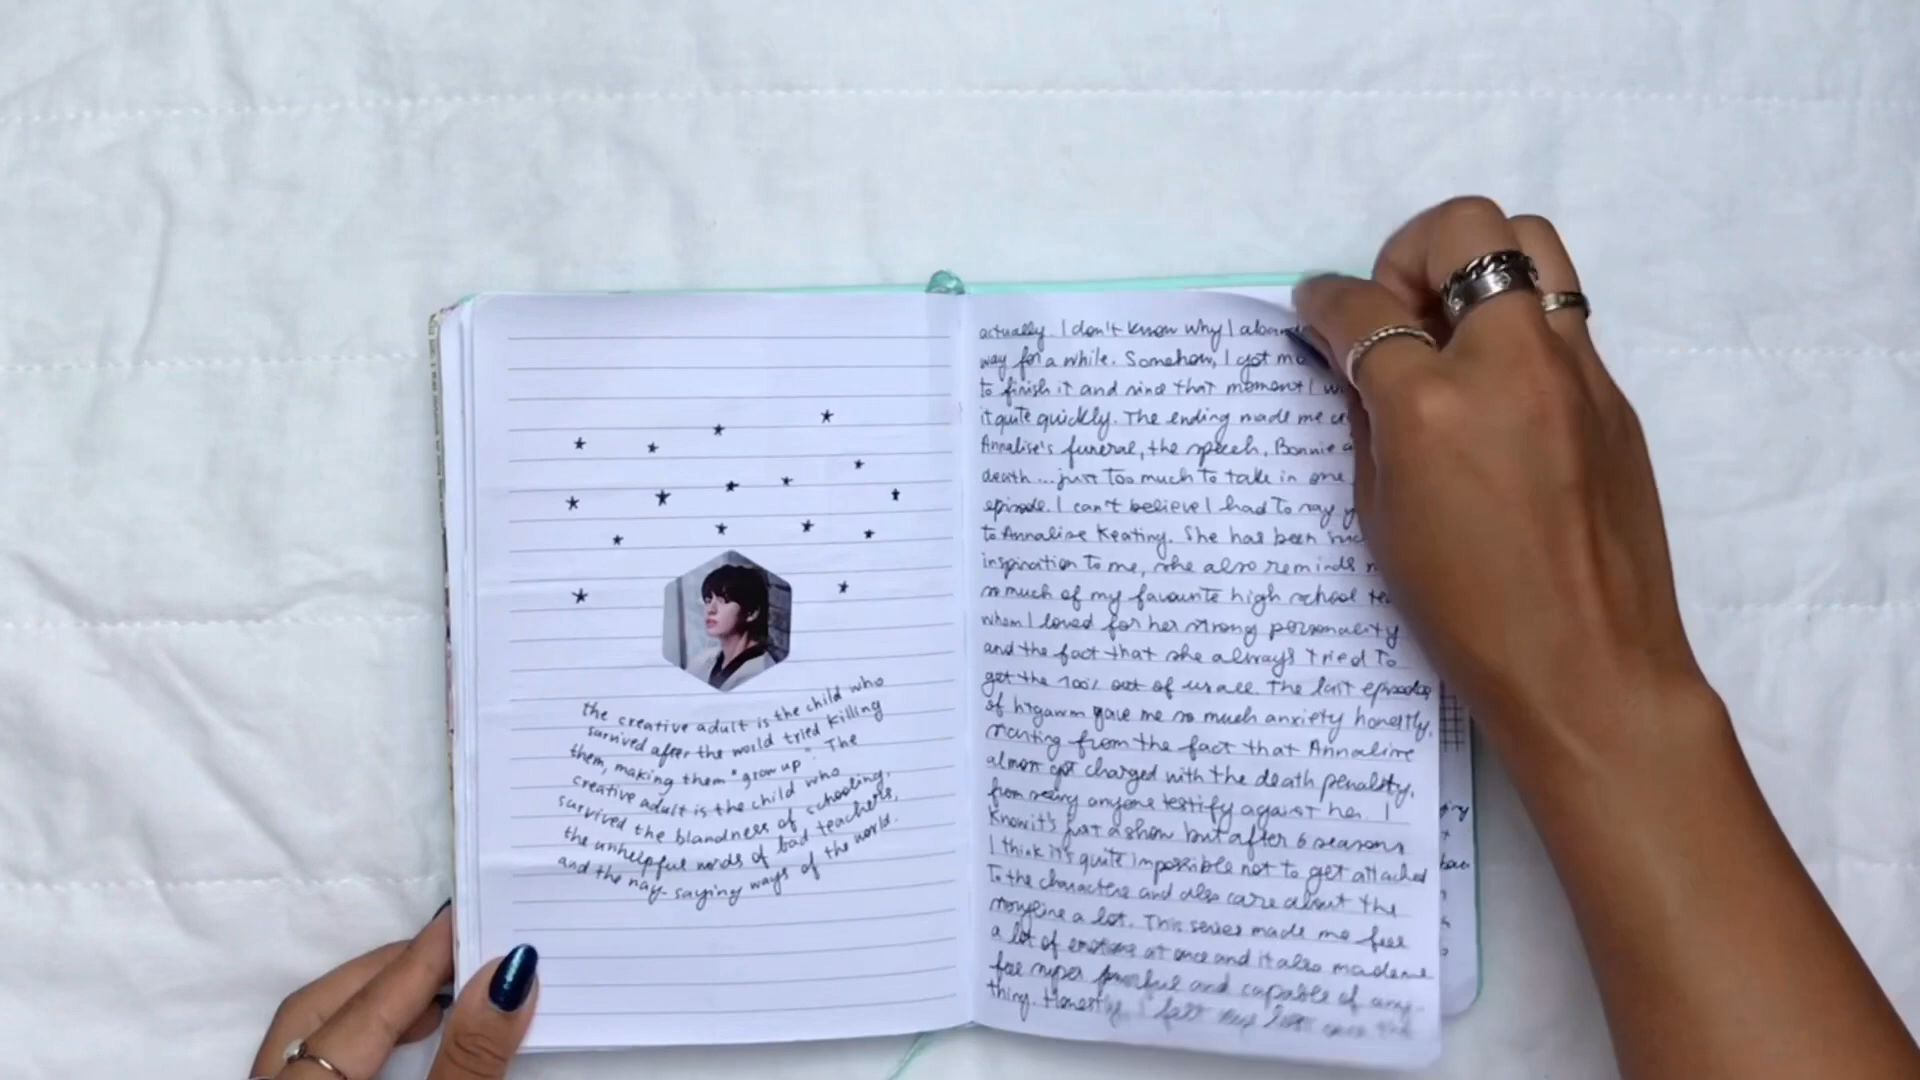 the creative adult is the child who
survived after the world tried killing
them, making them "grow up". The
creative adult is the child who
survived the blandness of schooling,
the unhelpful words of bad teachers,
and the nay-saying ways of the world.
actually. I don't know why I
way for a while. Somehow, I got
to finish it and since that moment I
it quite quickly. The ending made me
Annalise's funeral, the speech, Bonnie
death...just too much to take in one
episode. I can't believe I had to say
to Annalise Keating. She has been
inspiration to me, she also reminds
so much of my favourite high school
whom I loved for her strong personality
and the fact that she always tried to
get the 100% out of us all. The last episodes
of htgawm gave me so much anxiety honestly,
starting from the fact that Annalise
almost got charged with the death penality,
from seeing anyone testify against her. I
Know it's just a show but after 6 seasons
I think it's quite impossible not to get attached
to the characters and also care about the
storyline a lot. This series made me feel
a lot of emotions at once and it also made me
feel super powerful and capable of any-
thing. Honestly, I felt